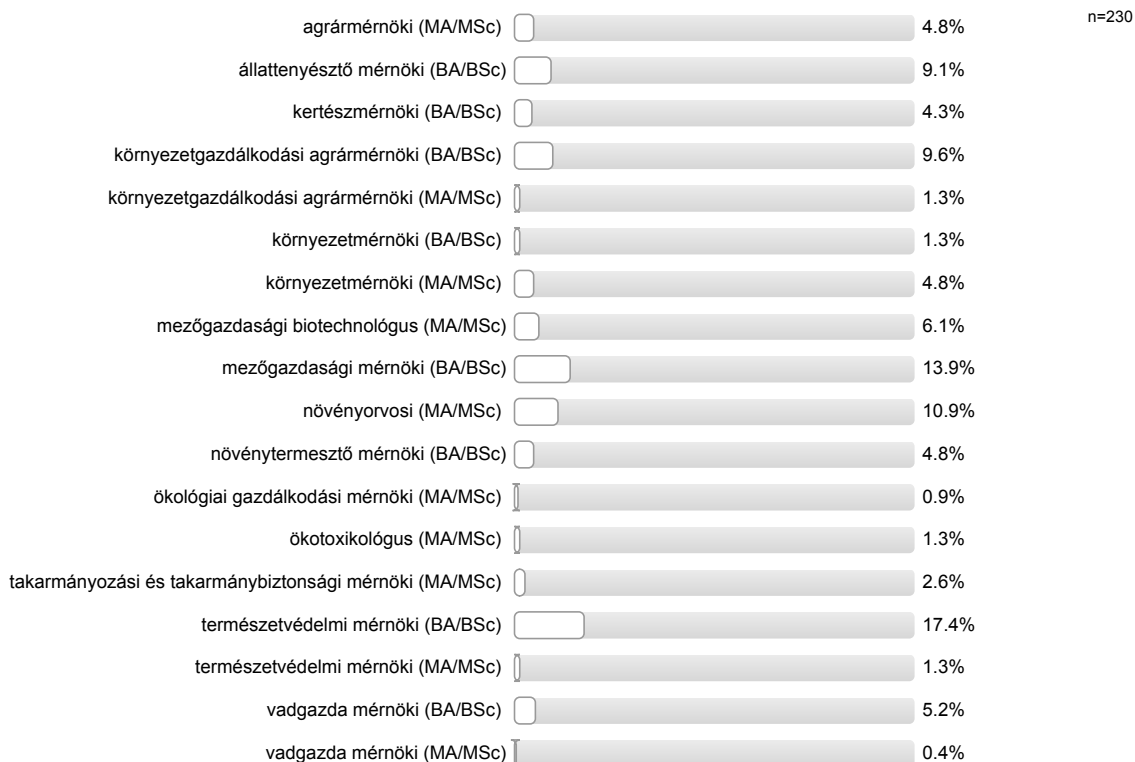 n=230
agrármérnöki (MA/MSc) 4.8%
állattenyésztő mérnöki (BA/BSc) 9.1%
kertészmérnöki (BA/BSc) 4.3%
környezetgazdálkodási agrármérnöki (BA/BSc) 9.6%
környezetgazdálkodási agrármérnöki (MA/MSc) 1.3%
környezetmérnöki (BA/BSc) 1.3%
környezetmérnöki (MA/MSc) 4.8%
mezőgazdasági biotechnológus (MA/MSc) 6.1%
mezőgazdasági mérnöki (BA/BSc) 13.9%
növényorvosi (MA/MSc) 10.9%
növénytermesztő mérnöki (BA/BSc) 4.8%
ökológiai gazdálkodási mérnöki (MA/MSc) 0.9%
ökotoxikológus (MA/MSc) 1.3%
takarmányozási és takarmánybiztonsági mérnöki (MA/MSc) 2.6%
természetvédelmi mérnöki (BA/BSc) 17.4%
természetvédelmi mérnöki (MA/MSc) 1.3%
vadgazda mérnöki (BA/BSc) 5.2%
vadgazda mérnöki (MA/MSc) 0.4%